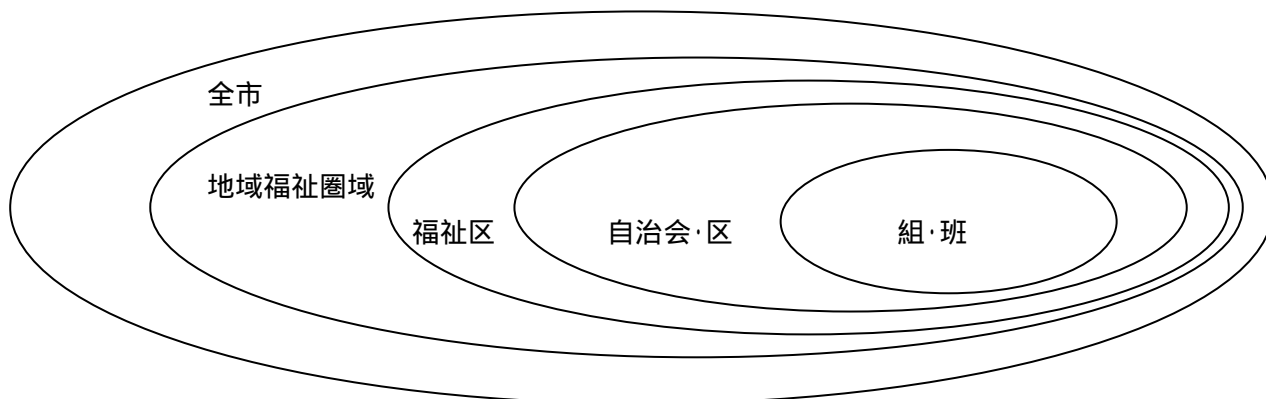 全市
地域福祉圏域
福祉区
自治会・区
組・班